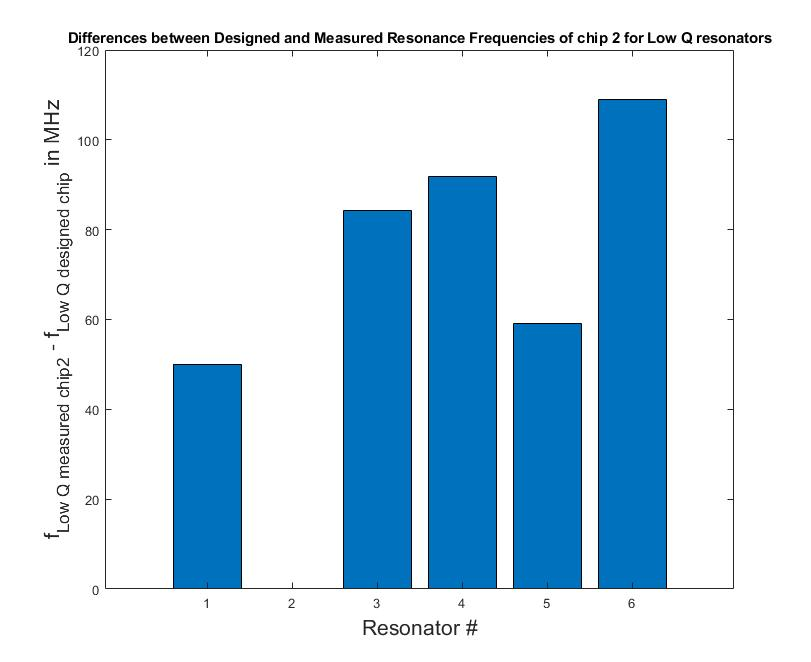 Differences between Designed and Measured Resonance Frequencies of chip 2 for Low Q resonators
f_Low Q measured chip2 - f_Low Q designed chip in MHz
120
100
80
60
40
20
0
1 2 3 4 5 6
Resonator #